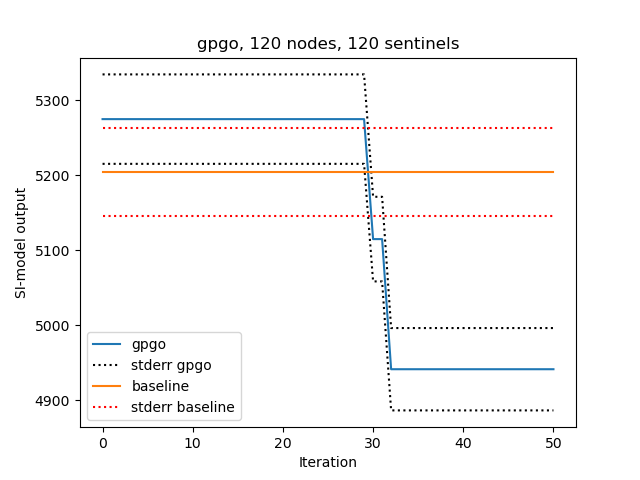 gpgo, 120 nodes, 120 sentinels
SI-model output
5300
5200
5100
5000
4900
gpgo
stderr gpgo
baseline
stderr baseline
0 10 20 30 40 50
Iteration